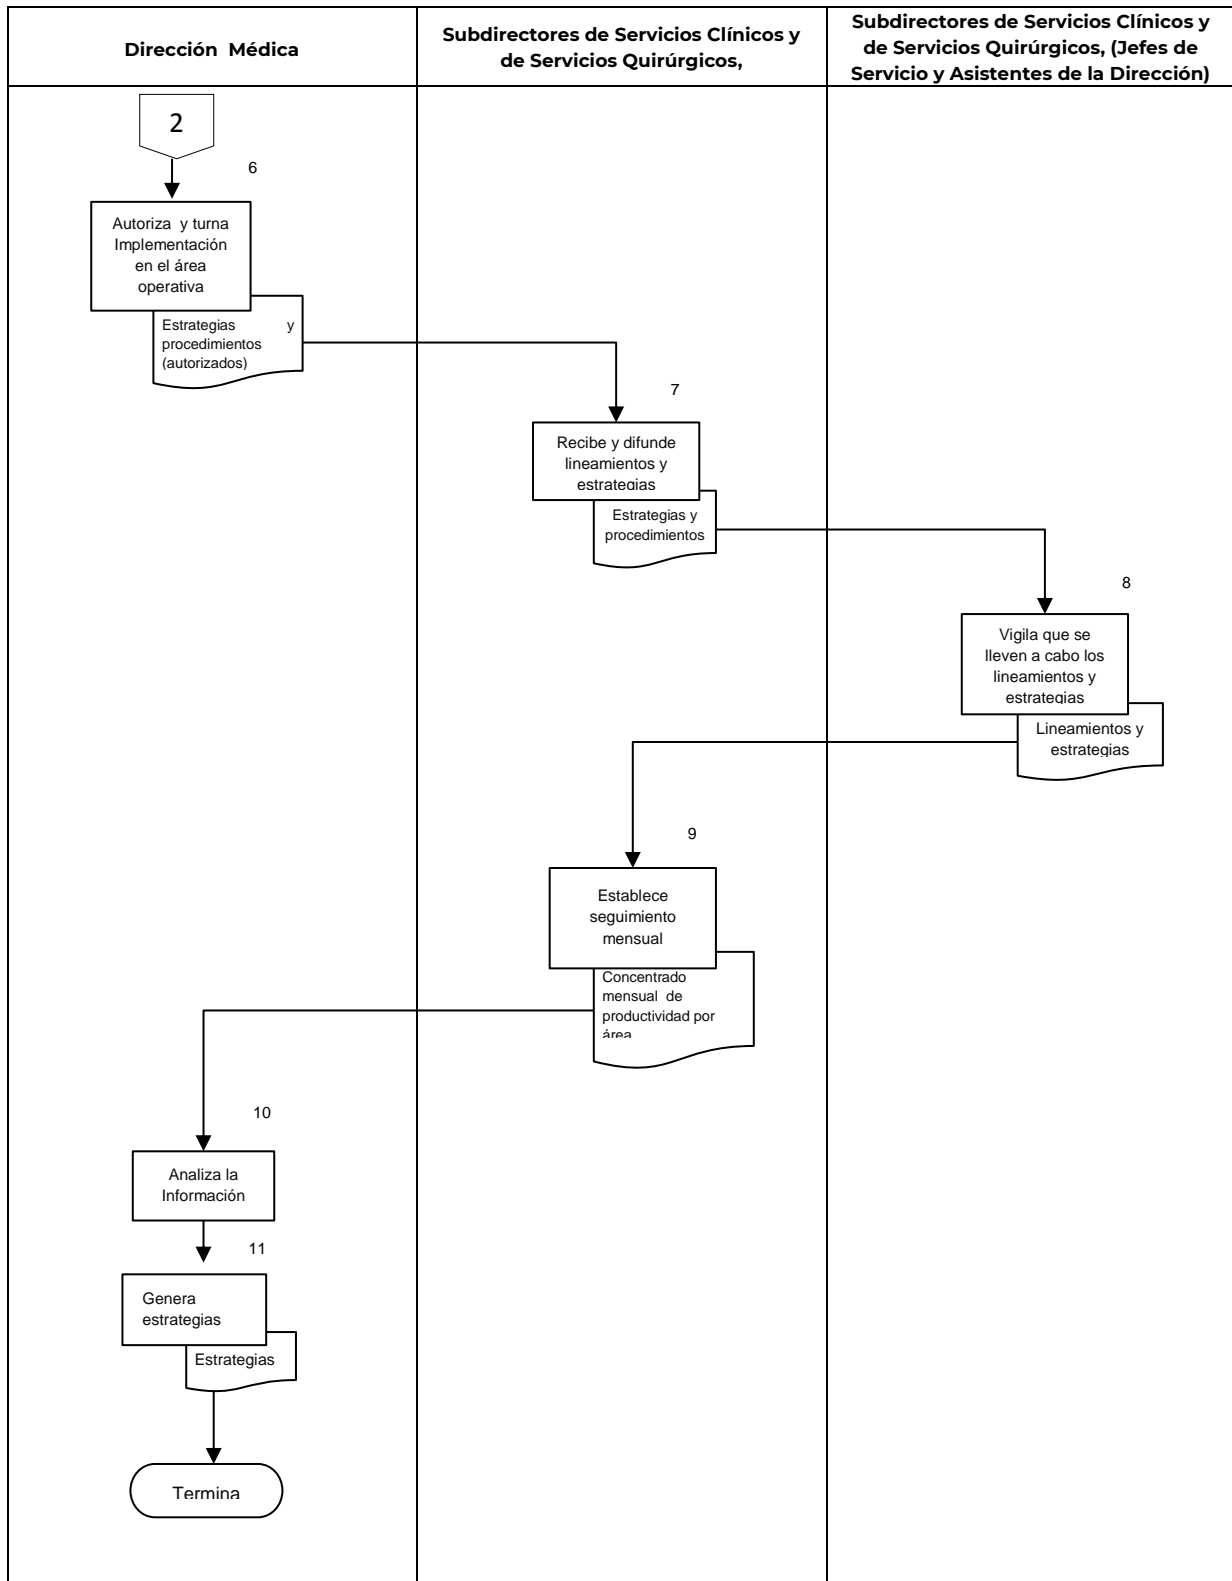 Dirección Médica
Subdirectores de Servicios Clínicos y
de Servicios Quirúrgicos,
Subdirectores de Servicios Clínicos y
de Servicios Quirúrgicos, (Jefes de
Servicio y Asistentes de la Dirección)
2
6
Autoriza y turna
Implementación
en el área
operativa
Estrategias y
procedimientos
(autorizados)
7
Recibe y difunde
lineamientos y
estrategias
Estrategias y
procedimientos
8
Vigila que se
lleven a cabo los
lineamientos y
estrategias
Lineamientos y
estrategias
9
Establece
seguimiento
mensual
Concentrado
mensual de
productividad por
área
10
Analiza la
Información
11
Genera
estrategias
Estrategias
Termina